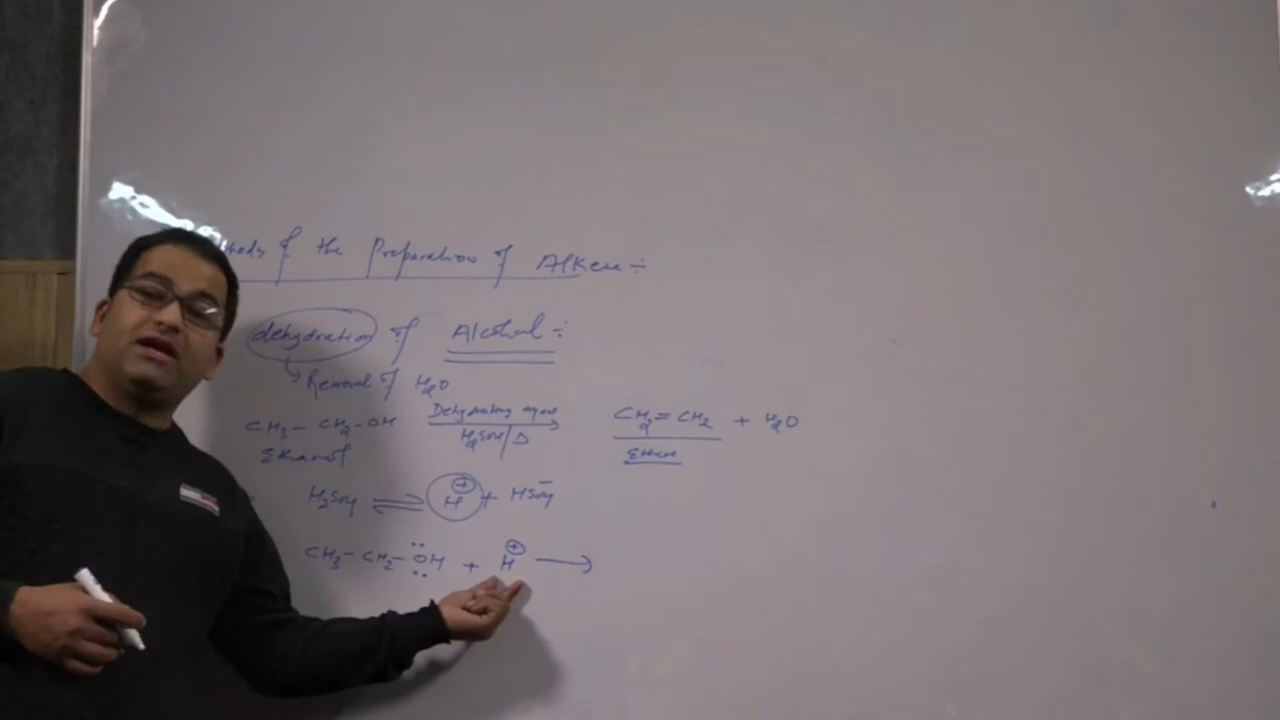 thods of the Preparation of Alkene ÷
dehydration of Alcohol ÷
↳ Removal of H₂O
CH₃ – CH₂ – OH Dehydrating agent H₂SO₄/Δ → CH₂ = CH₂ + H₂O
Ethanol Ethene
H₂SO₄ ⇌ H⊕ + HSO₄⁻
CH₃ – CH₂ – ÖH + H⊕ →